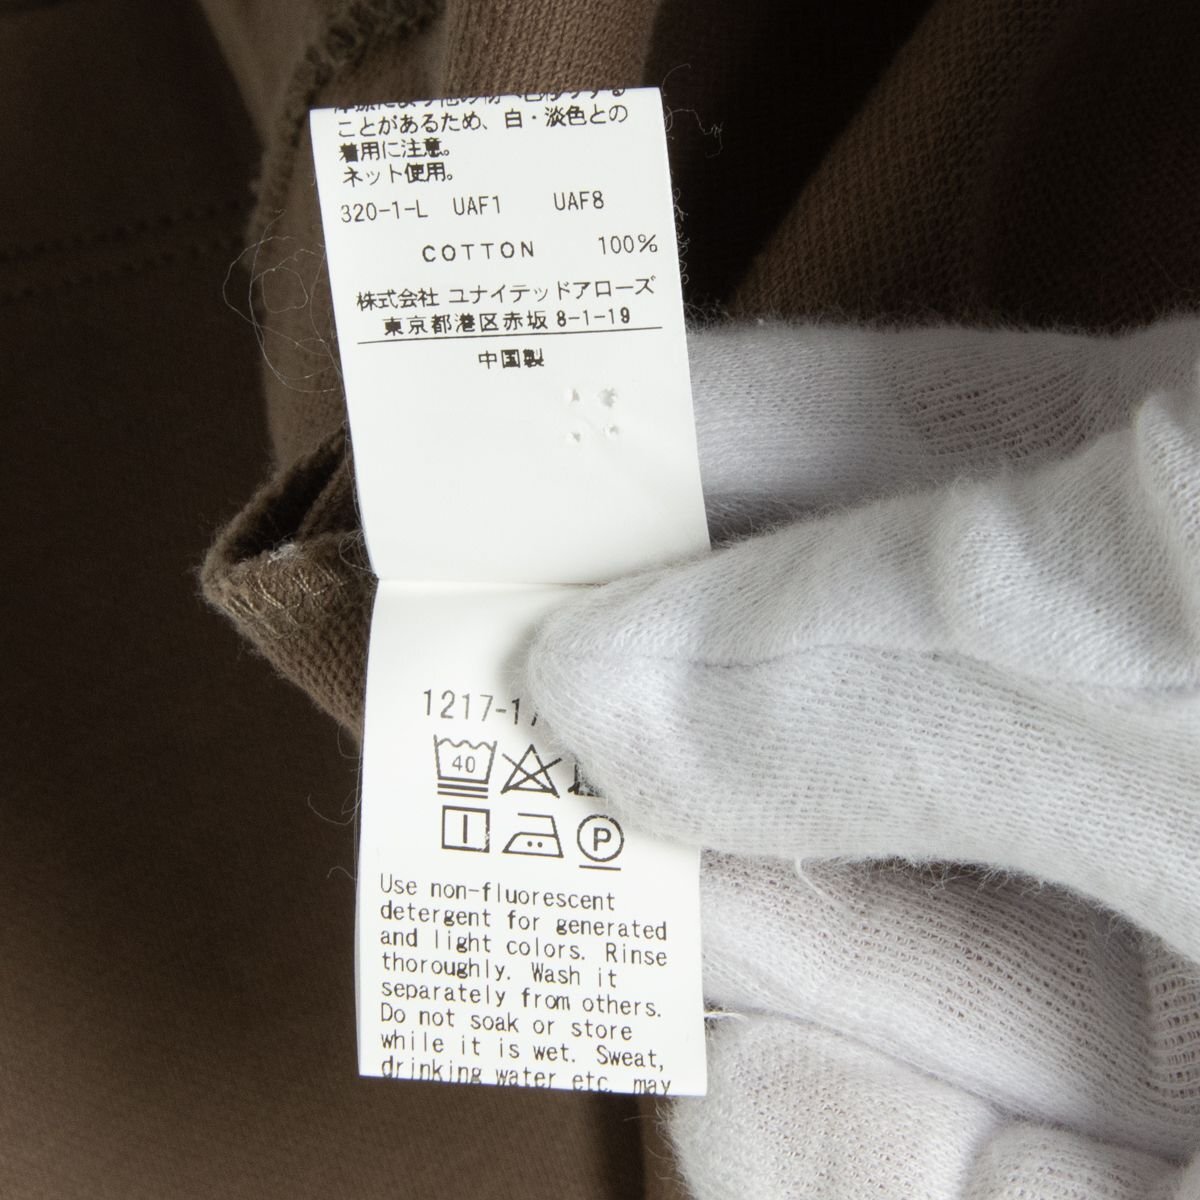 ことがあるため、白・淡色との
着用に注意。
ネット使用。
320-1-L UAF1 UAF8
COTTON 100%
株式会社 ユナイテッドアローズ
東京都港区赤坂 8-1-19
中国製
1217-1
40
P
Use non-fluorescent
detergent for generated
and light colors. Rinse
thoroughly. Wash it
separately from others.
Do not soak or store
while it is wet. Sweat,
drinking water etc. may